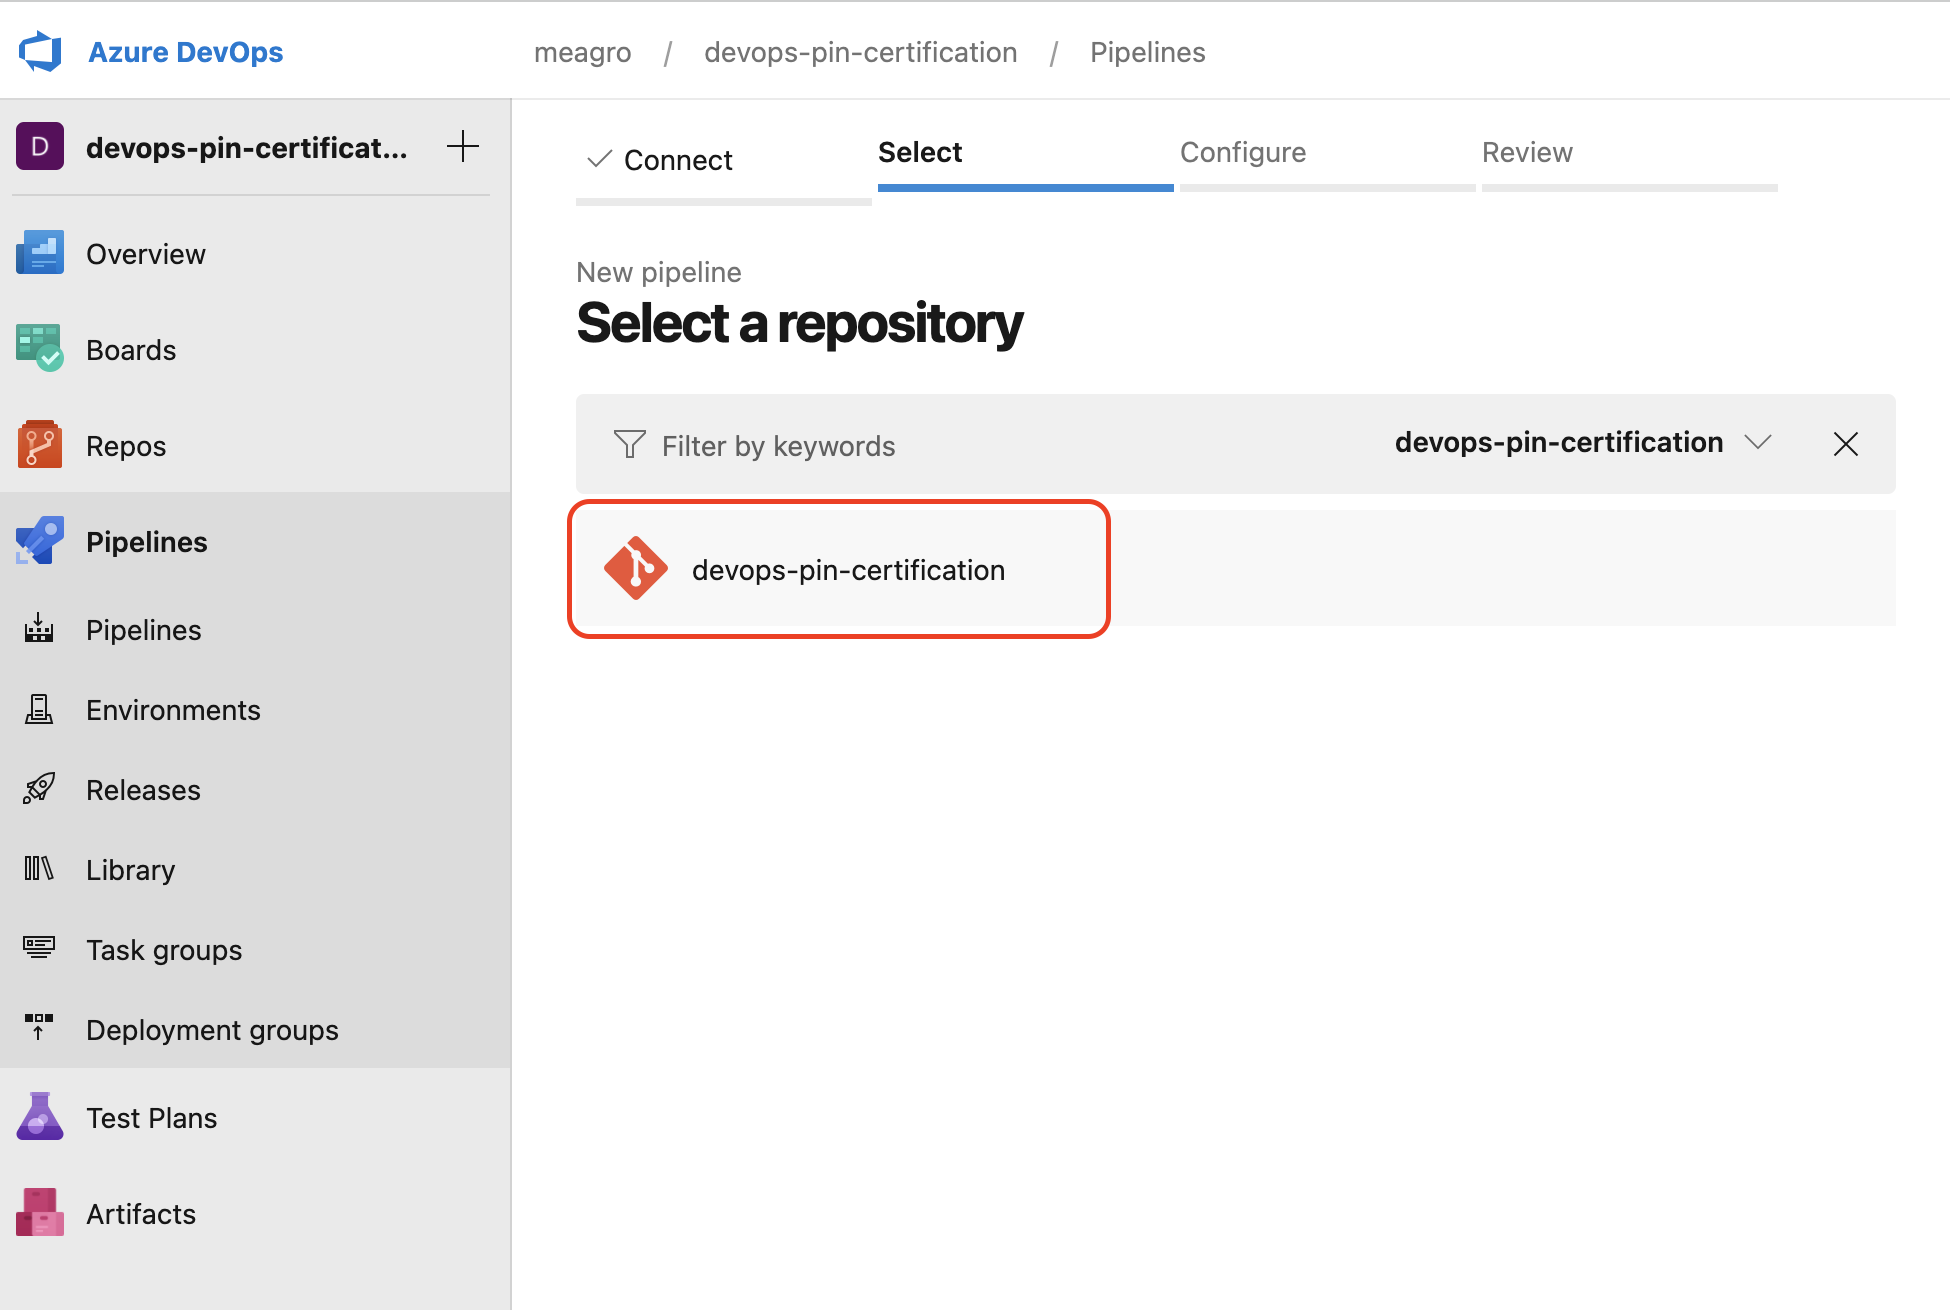 Azure DevOps
meagro / devops-pin-certification / Pipelines
D devops-pin-certificat...
Overview
Boards
Repos
Pipelines
Pipelines
Environments
Releases
Library
Task groups
Deployment groups
Test Plans
Artifacts
Connect
Select
Configure
Review
New pipeline
Select a repository
Filter by keywords
devops-pin-certification
devops-pin-certification